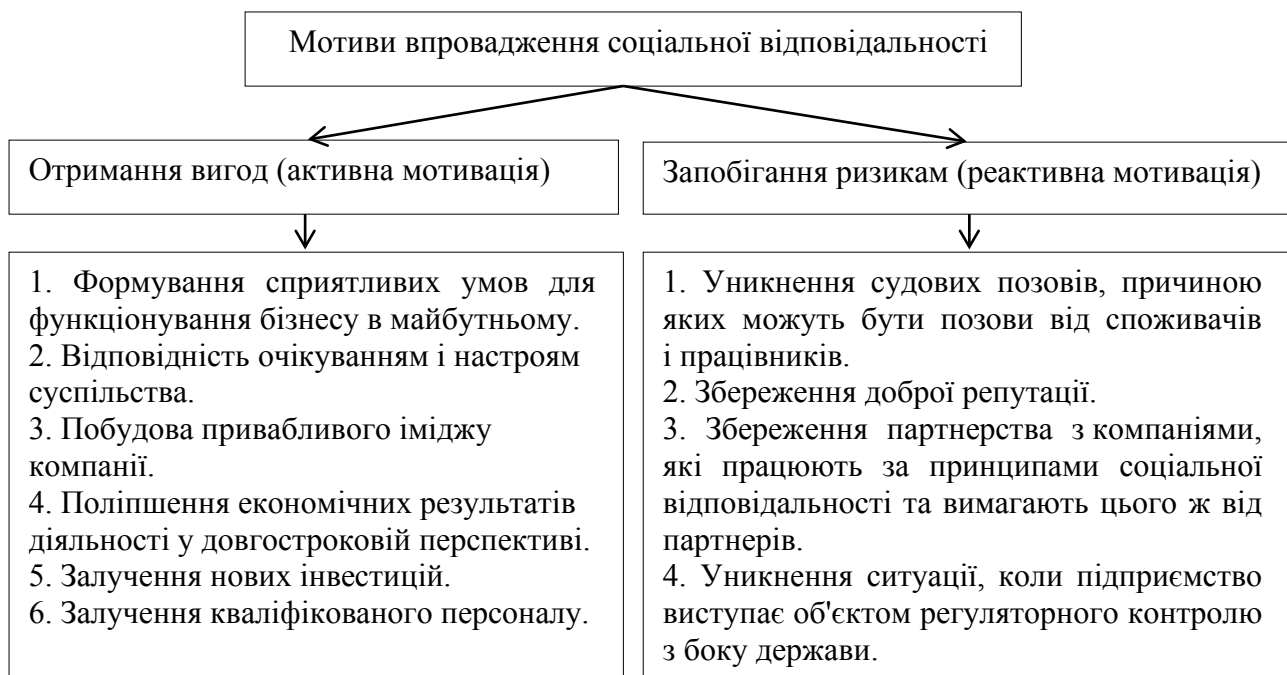 Мотиви впровадження соціальної відповідальності
Отримання вигод (активна мотивація)
Запобігання ризикам (реактивна мотивація)
1. Формування сприятливих умов для
функціонування бізнесу в майбутньому.
2. Відповідність очікуванням і настроям
суспільства.
3. Побудова привабливого іміджу
компанії.
4. Поліпшення економічних результатів
діяльності у довгостроковій перспективі.
5. Залучення нових інвестицій.
6. Залучення кваліфікованого персоналу.
1. Уникнення судових позовів, причиною
яких можуть бути позови від споживачів
і працівників.
2. Збереження доброї репутації.
3. Збереження партнерства з компаніями,
які працюють за принципами соціальної
відповідальності та вимагають цього ж від
партнерів.
4. Уникнення ситуації, коли підприємство
виступає об'єктом регуляторного контролю
з боку держави.